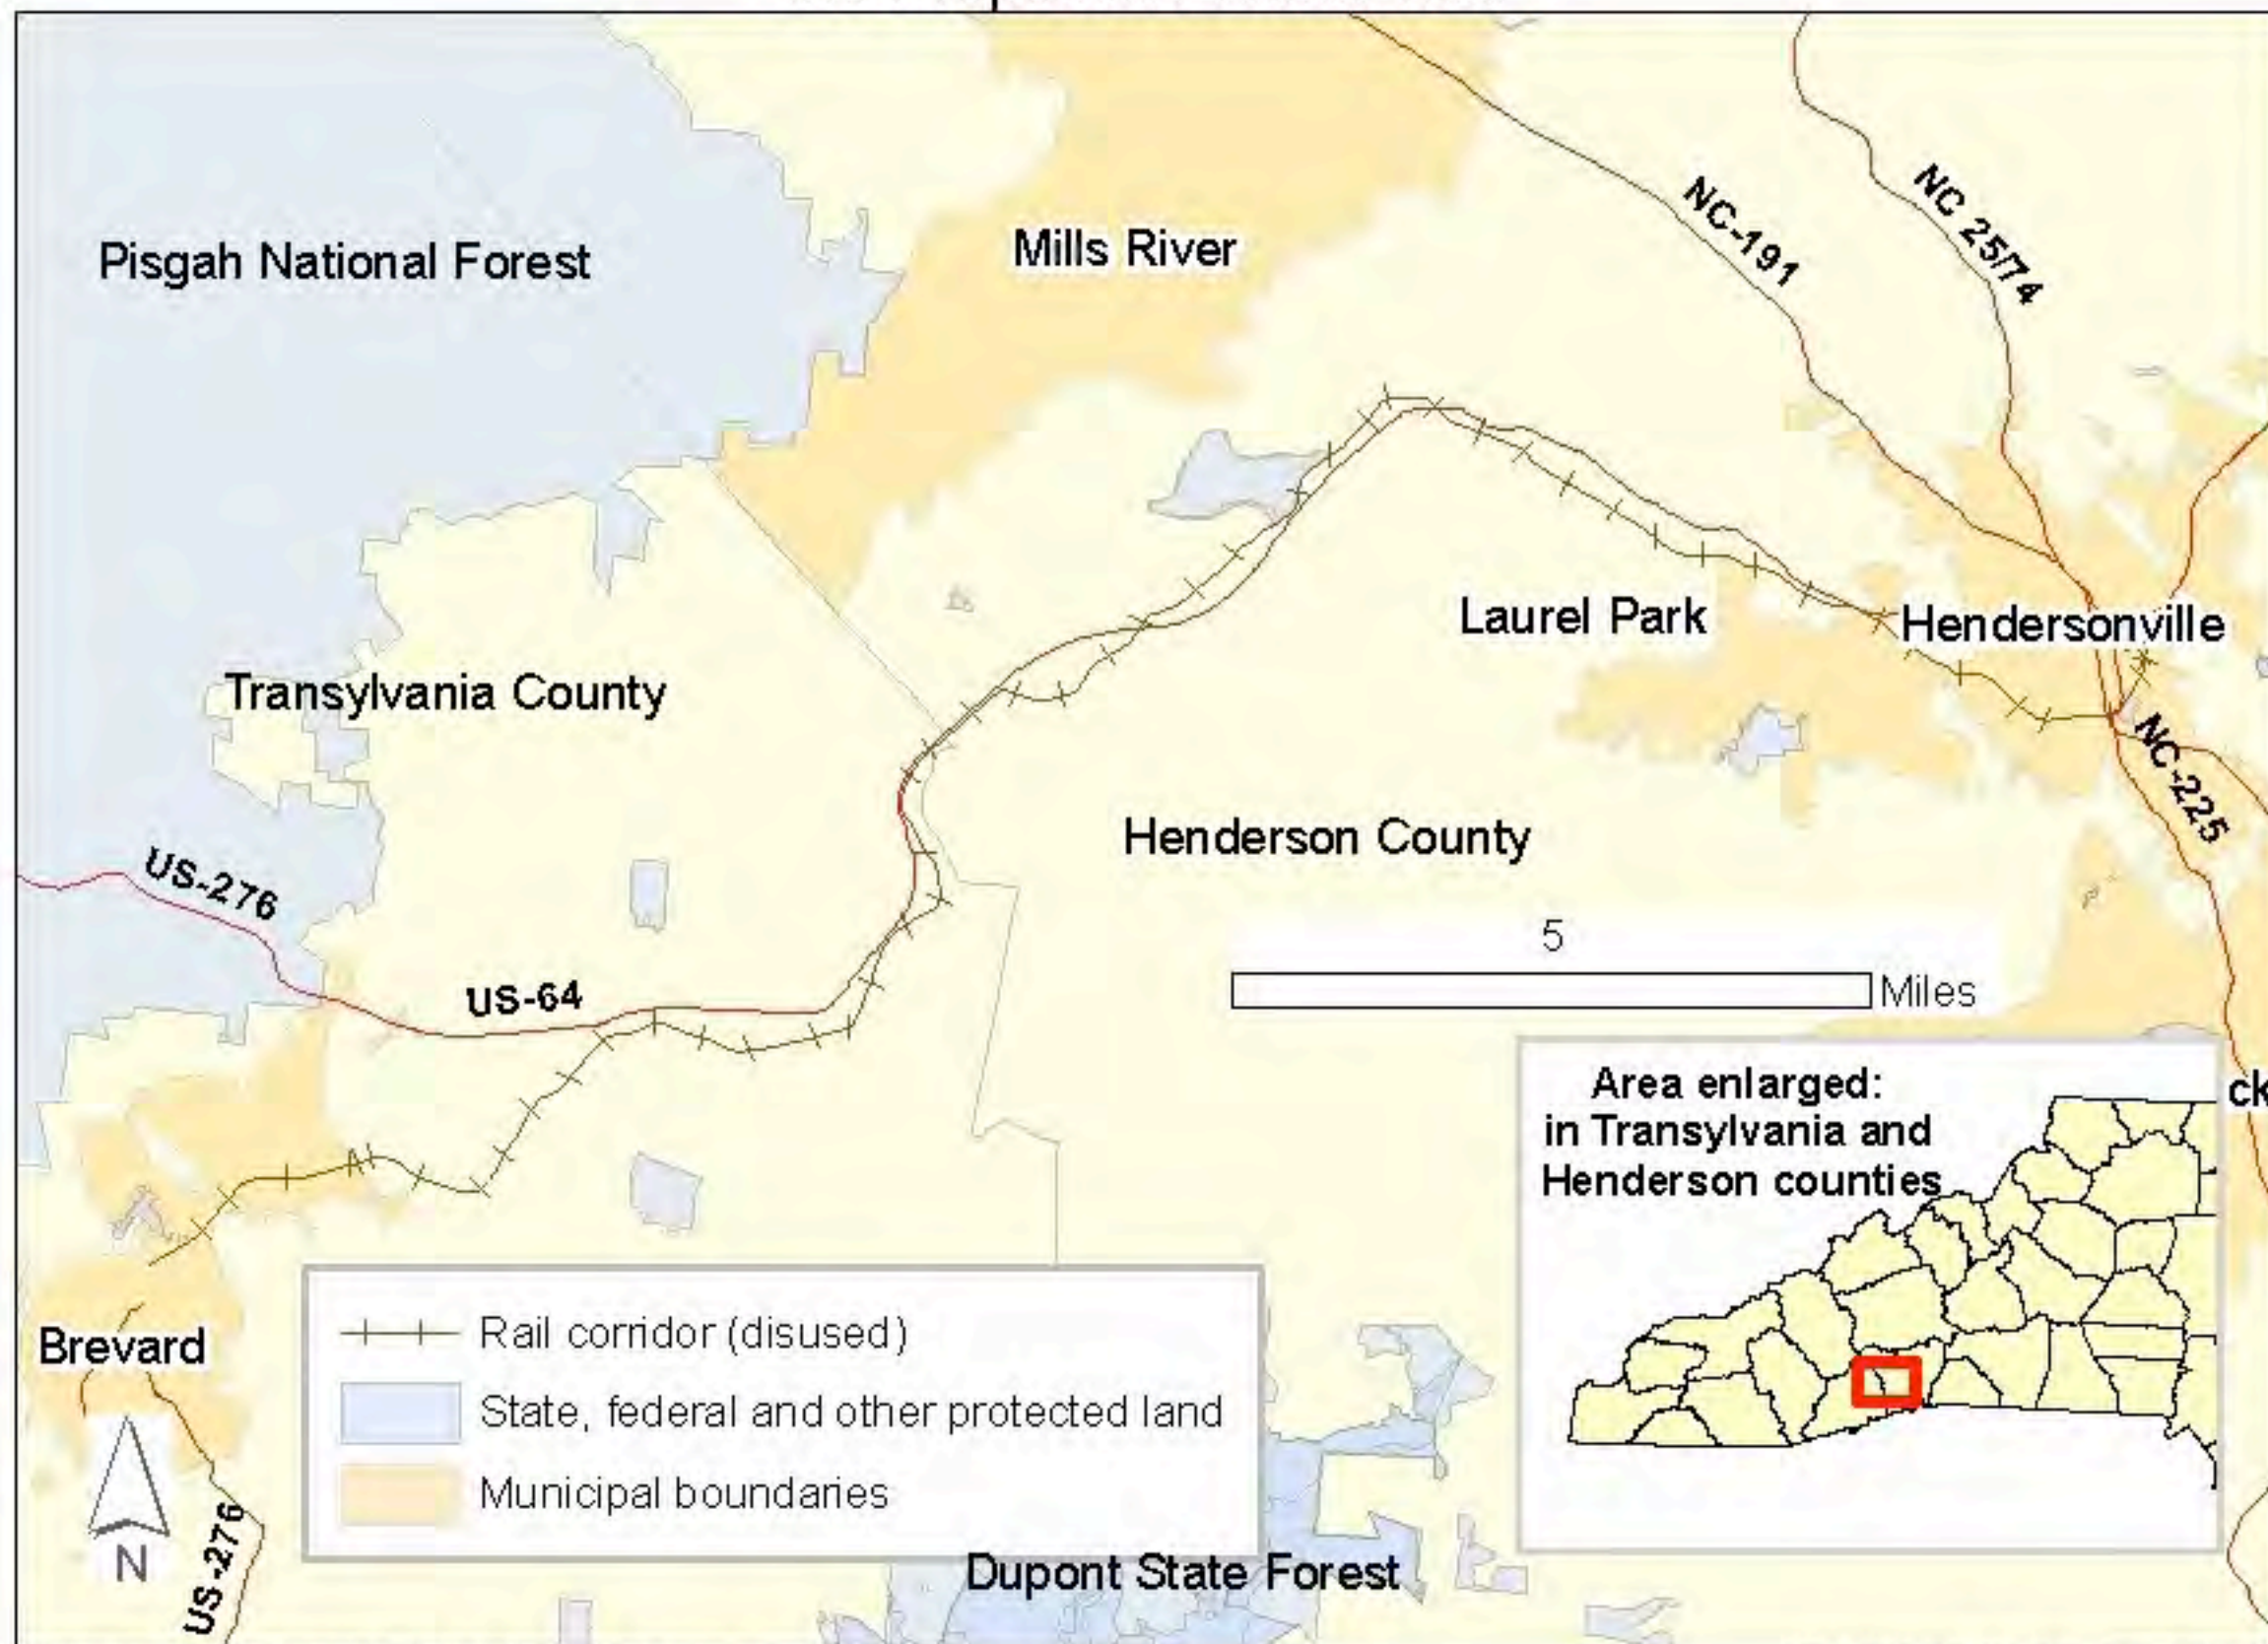 NC-191
NC 25/74
Pisgah National Forest
Mills River
Laurel Park
Hendersonville
Transylvania County
NC-225
Henderson County
US-276
5
Miles
US-64
Area enlarged:
in Transylvania and
Henderson counties
ck
Brevard
Rail corridor (disused)
State, federal and other protected land
Municipal boundaries
N
US-276
Dupont State Forest